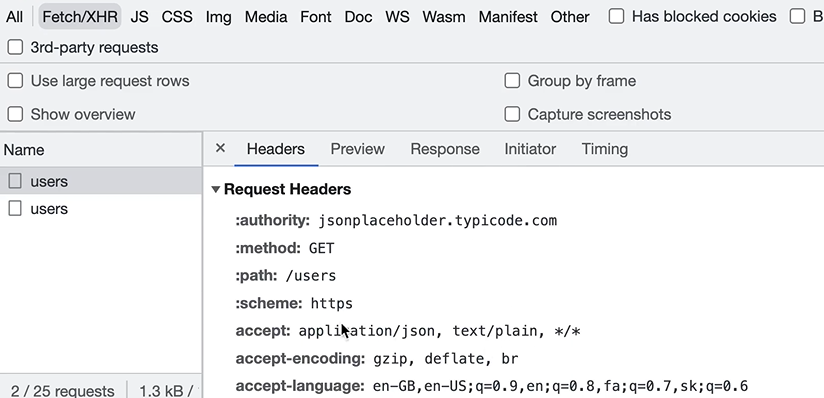 All Fetch/XHR JS CSS Img Media Font Doc WS Wasm Manifest Other Has blocked cookies B
3rd-party requests
Use large request rows Group by frame
Show overview Capture screenshots
Name × Headers Preview Response Initiator Timing
users
users
Request Headers
:authority: jsonplaceholder.typicode.com
:method: GET
:path: /users
:scheme: https
accept: application/json, text/plain, */*
accept-encoding: gzip, deflate, br
accept-language: en-GB,en-US;q=0.9,en;q=0.8,fa;q=0.7,sk;q=0.6
2 / 25 requests 1.3 kB /